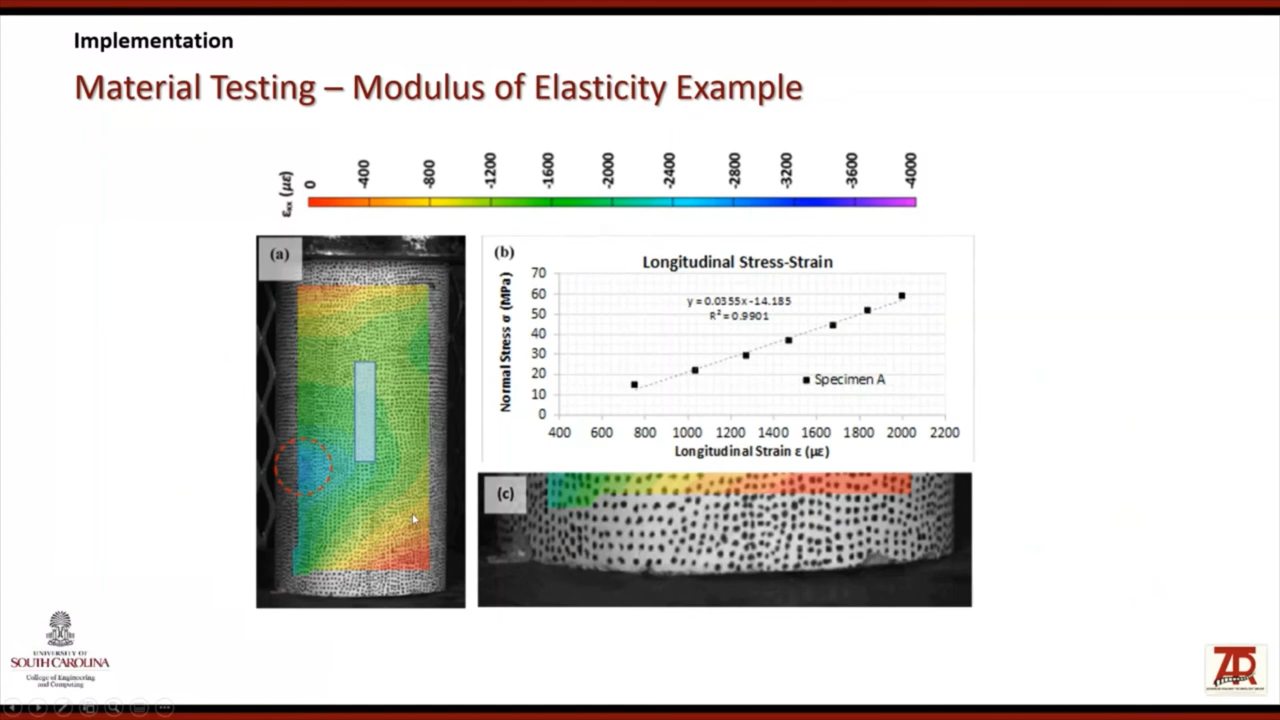 Implementation
Material Testing – Modulus of Elasticity Example
εxx (με)
0 -400 -800 -1200 -1600 -2000 -2400 -2800 -3200 -3600 -4000
(a)
(b)
Longitudinal Stress-Strain
Normal Stress σ (MPa)
70
60
50
40
30
20
10
0
y = 0.0355x - 14.185
R² = 0.9901
Specimen A
400 600 800 1000 1200 1400 1600 1800 2000 2200
Longitudinal Strain ε (με)
(c)
UNIVERSITY OF
SOUTH CAROLINA
College of Engineering
and Computing